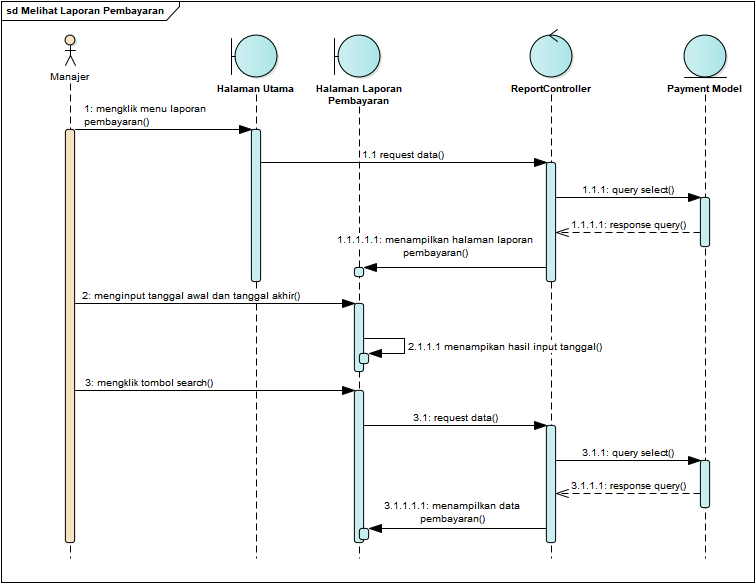 sd Melihat Laporan Pembayaran
Manajer
Halaman Utama
Halaman Laporan
Pembayaran
ReportController
Payment Model
1: mengklik menu laporan
pembayaran()
1.1 request data()
1.1.1: query select()
1.1.1.1: response query()
1.1.1.1.1: menampilkan halaman laporan
pembayaran()
2: menginput tanggal awal dan tanggal akhir()
2.1.1.1 menampikan hasil input tanggal()
3: mengklik tombol search()
3.1: request data()
3.1.1: query select()
3.1.1.1: response query()
3.1.1.1.1: menampilkan data
pembayaran()